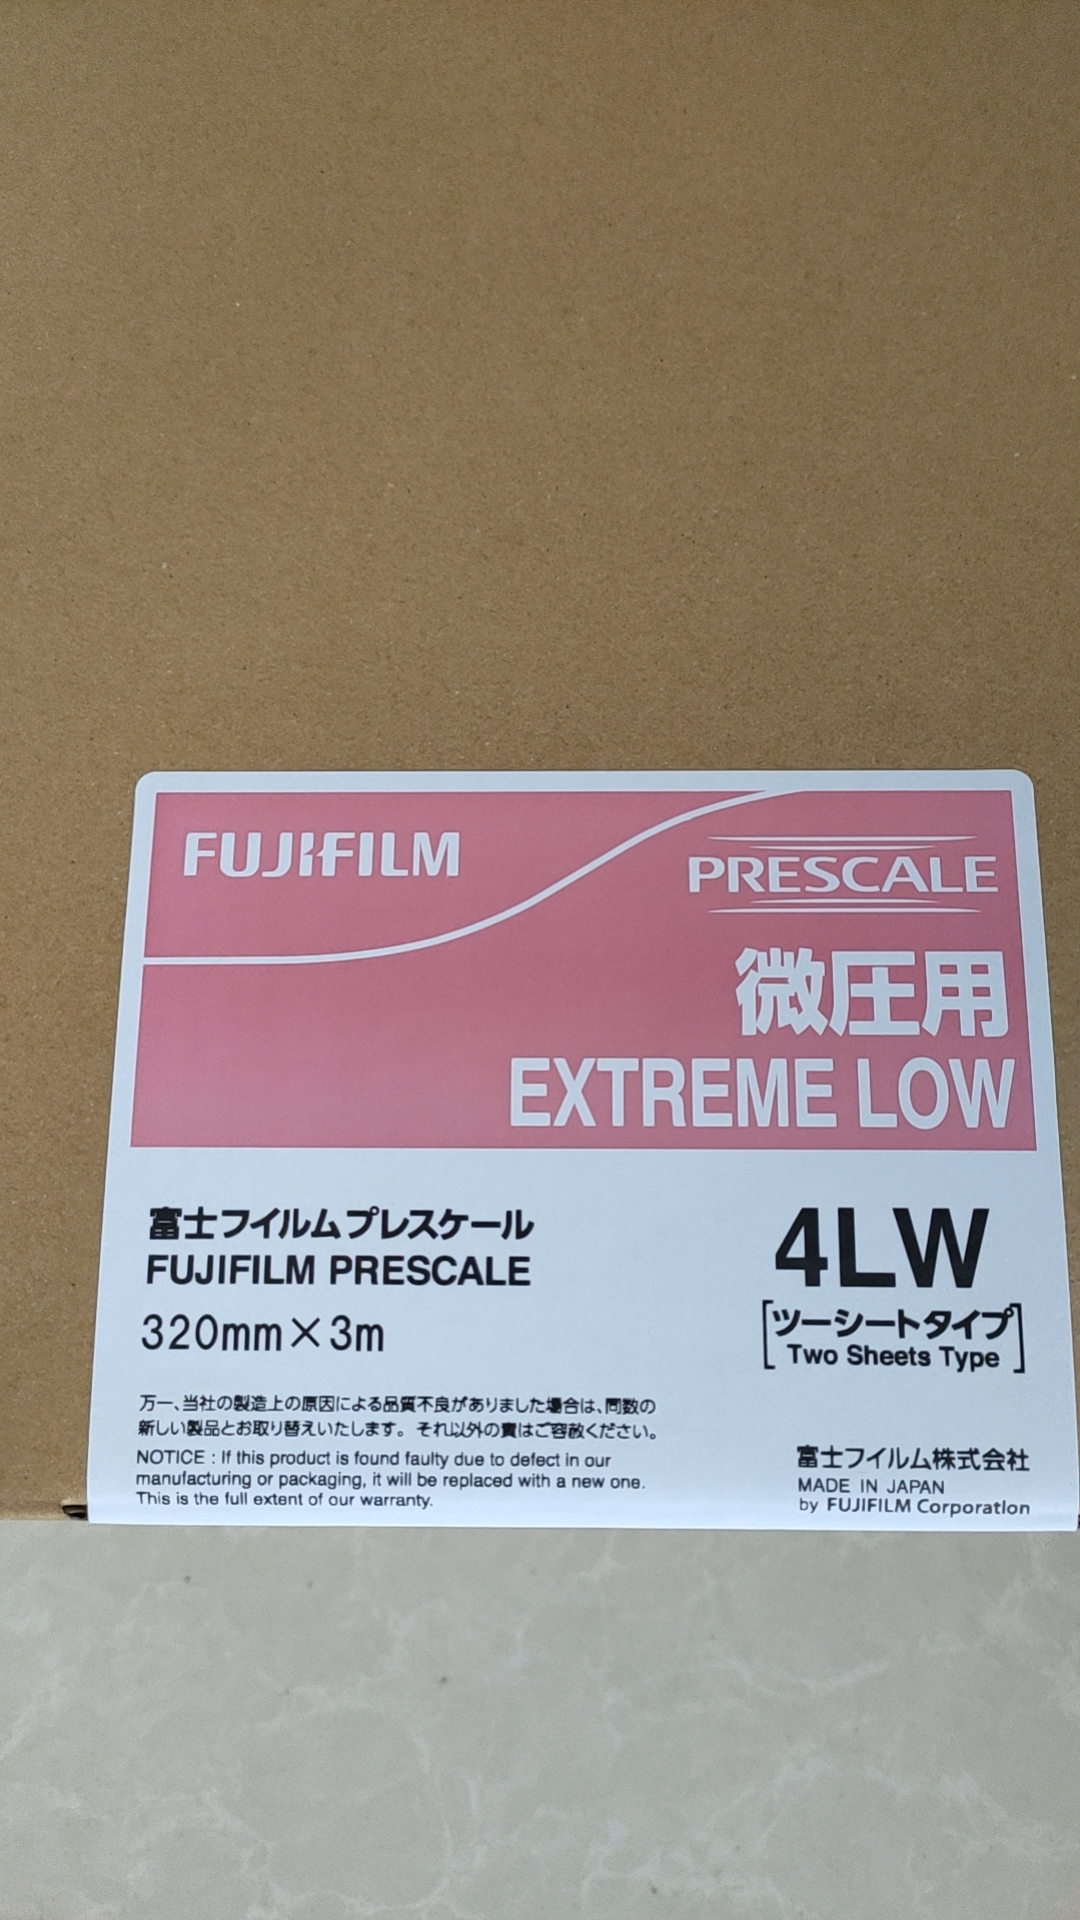 FUJIFILM
PRESCALE
微圧用
EXTREME LOW
富士フイルムプレスケール
FUJIFILM PRESCALE
320mm×3m
4LW
[ツーシートタイプ
Two Sheets Type]
万一、当社の製造上の原因による品質不良がありました場合は、同数の
新しい製品とお取り替えいたします。それ以外の責はご容赦ください。
NOTICE : If this product is found faulty due to defect in our
manufacturing or packaging, it will be replaced with a new one.
This is the full extent of our warranty.
富士フイルム株式会社
MADE IN JAPAN
by FUJIFILM Corporation